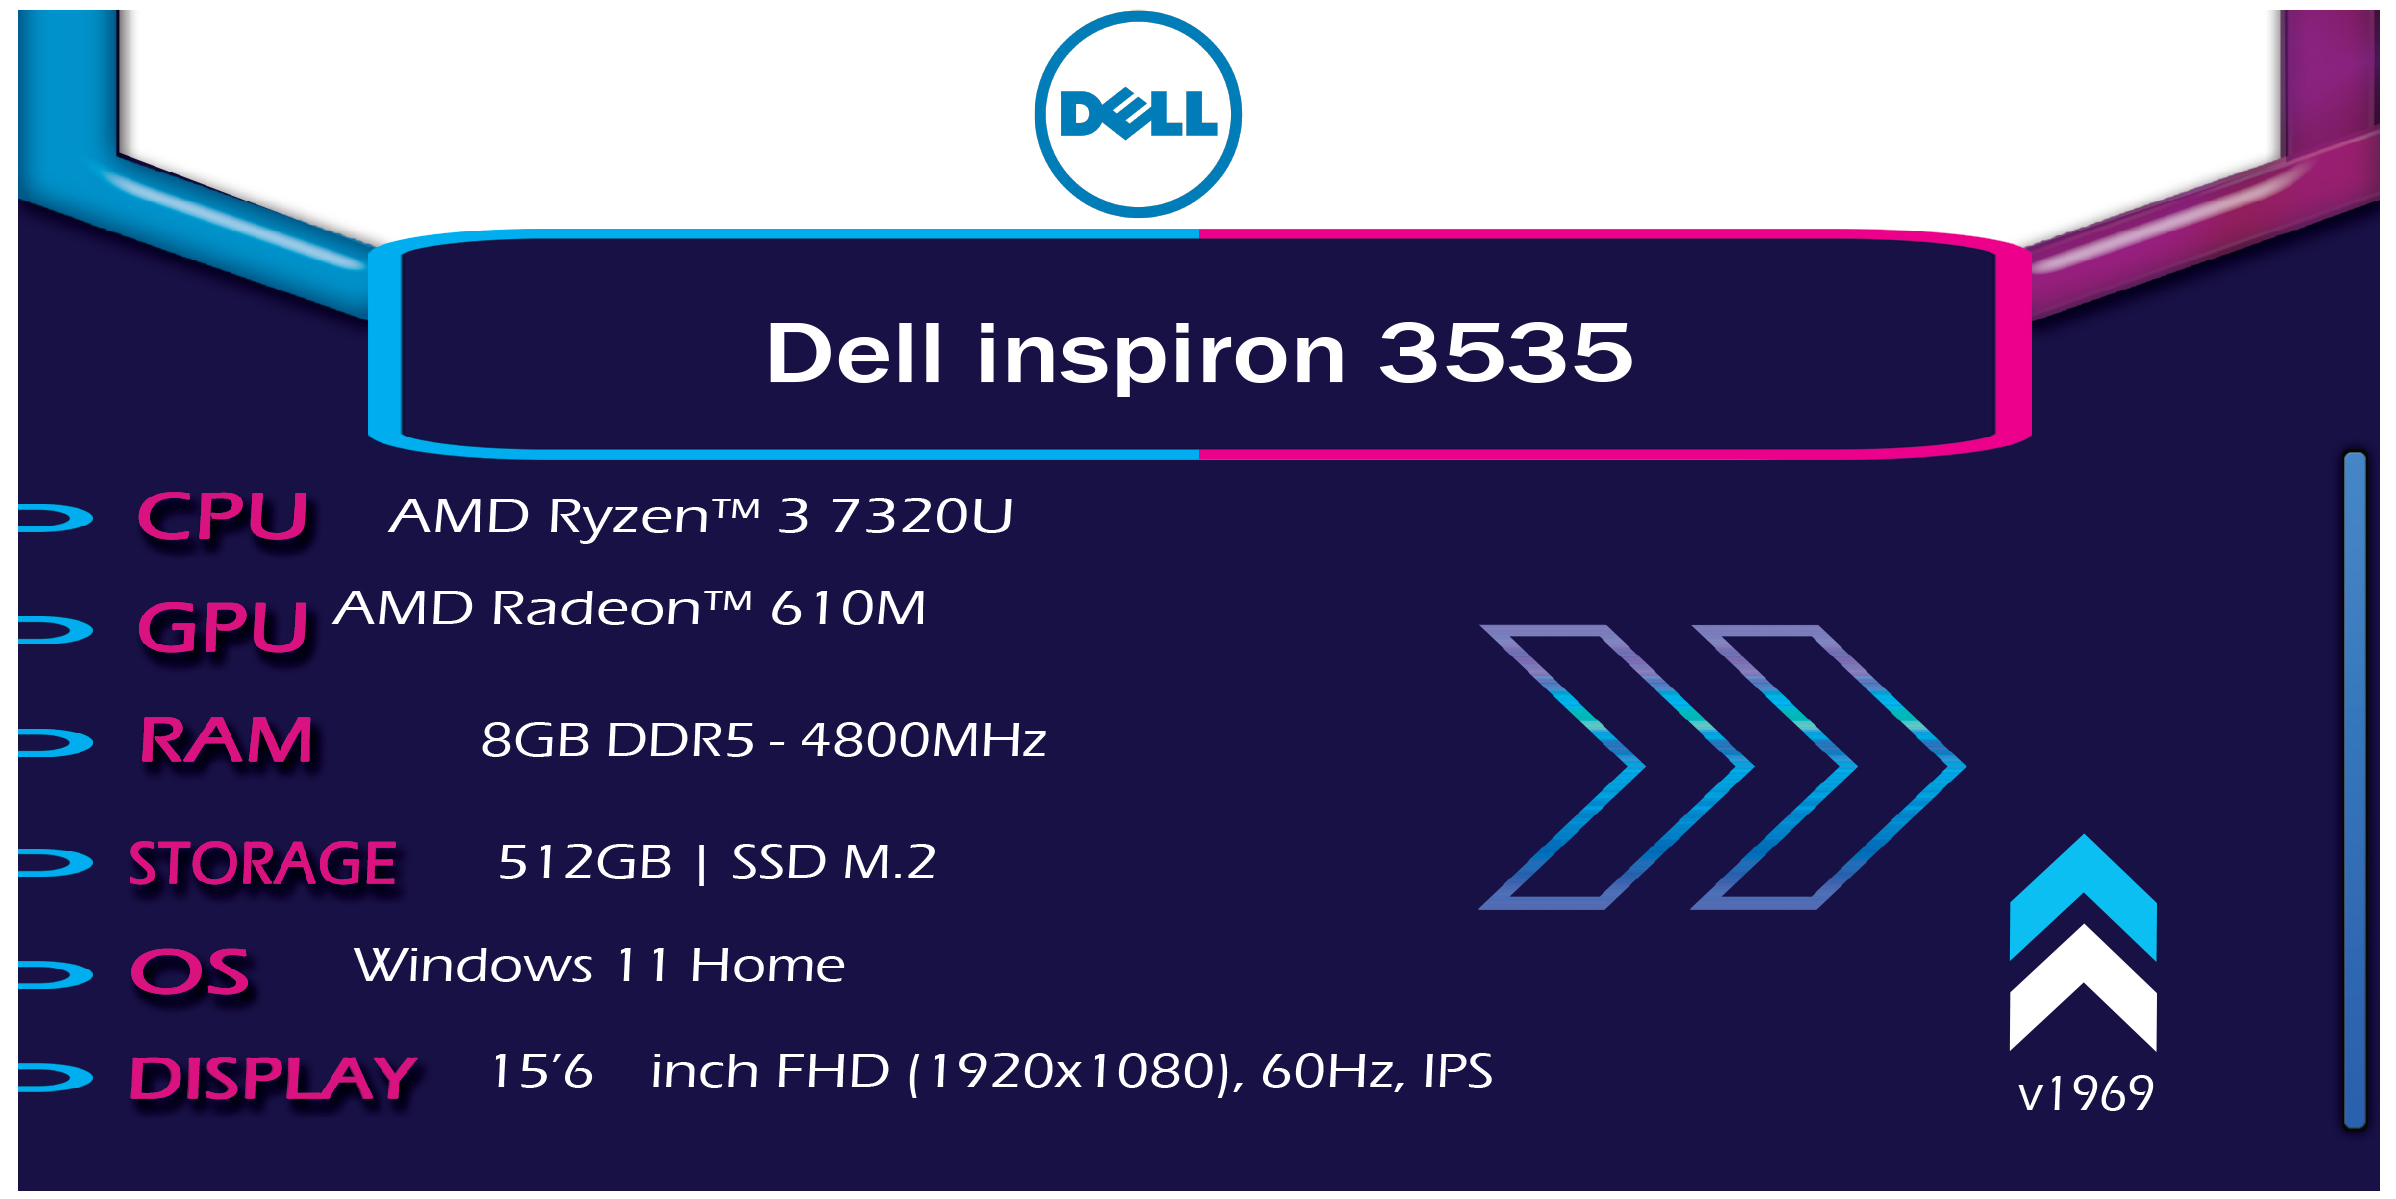 DELL
Dell inspiron 3535
CPU AMD Ryzen™ 3 7320U
GPU AMD Radeon™ 610M
RAM 8GB DDR5 - 4800MHz
STORAGE 512GB | SSD M.2
OS Windows 11 Home
DISPLAY 15’6 inch FHD (1920x1080), 60Hz, IPS
v1969